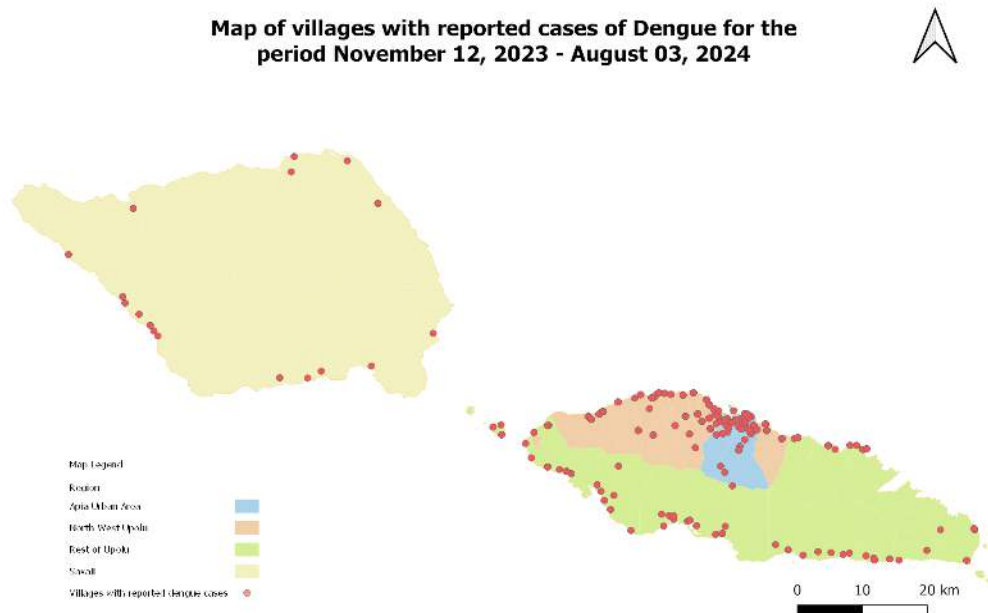 Map of villages with reported cases of Dengue for the
period November 12, 2023 - August 03, 2024
Map Legend
Region
Apia Urban Area
North West Upolu
Rest of Upolu
Savaii
Villages with reported dengue cases
0 10 20 km